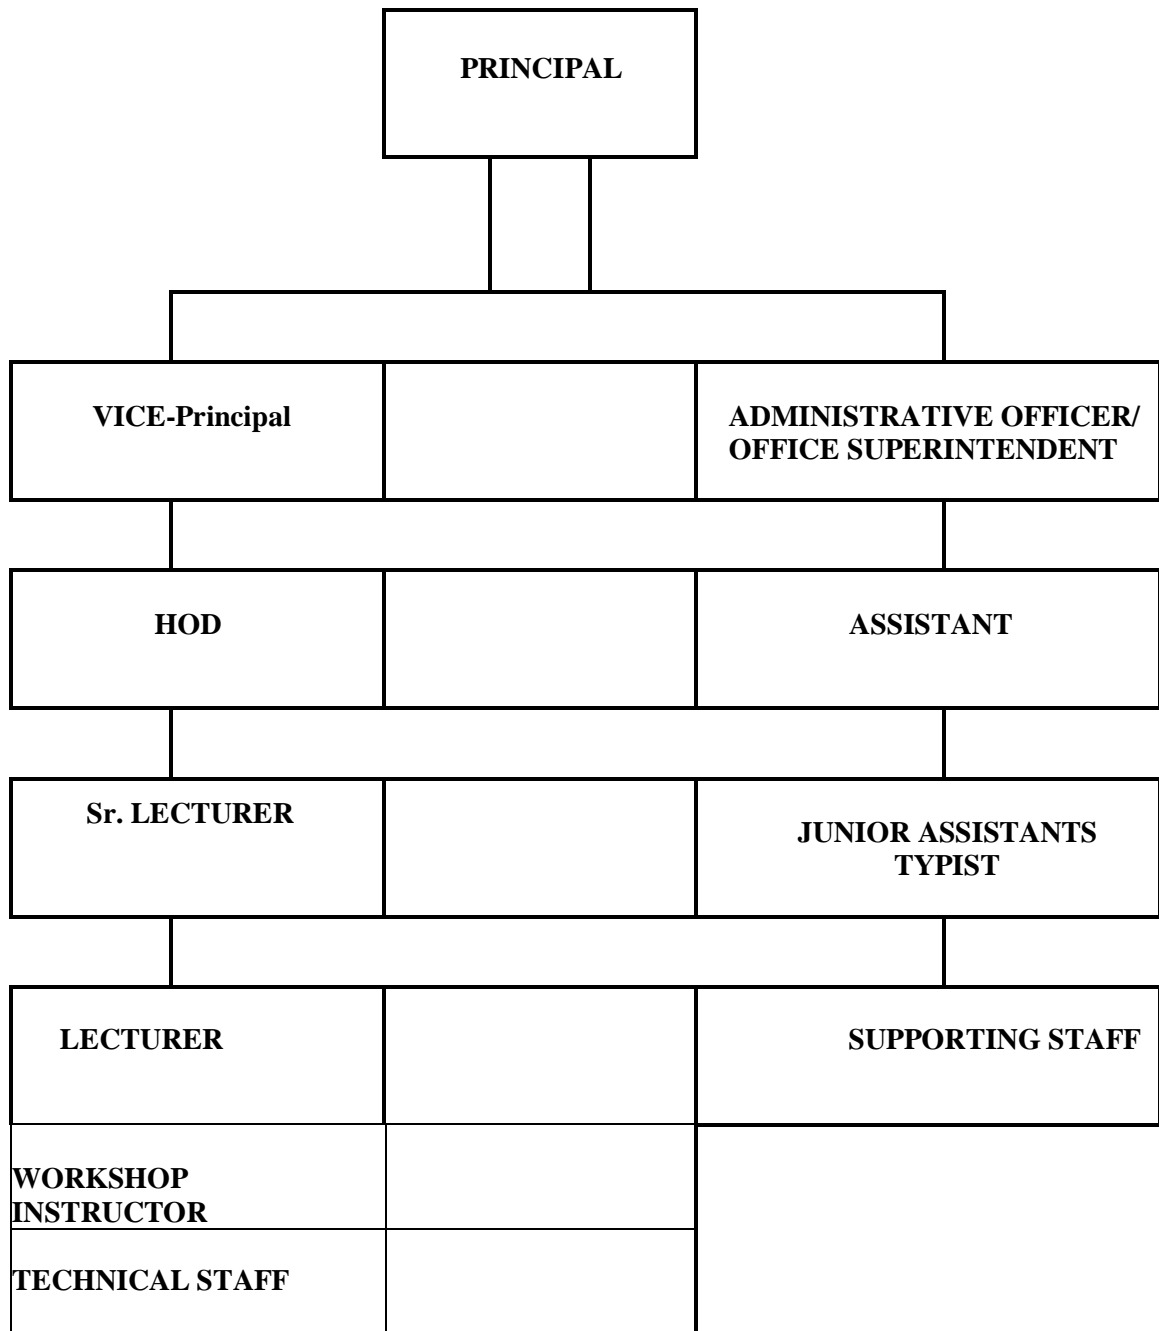 PRINCIPAL
VICE-Principal
ADMINISTRATIVE OFFICER/
OFFICE SUPERINTENDENT
HOD
ASSISTANT
Sr. LECTURER
JUNIOR ASSISTANTS
TYPIST
LECTURER
SUPPORTING STAFF
WORKSHOP
INSTRUCTOR
TECHNICAL STAFF